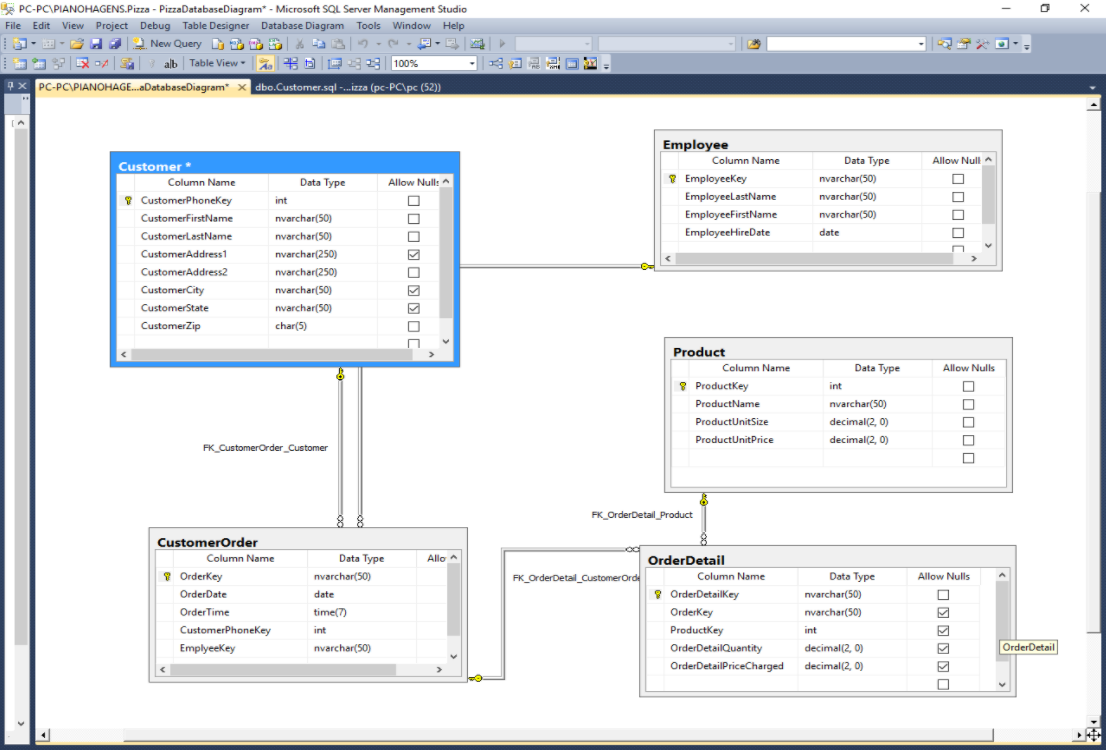 PC-PC\PIANOHAGENS.Pizza - PizzaDatabaseDiagram* - Microsoft SQL Server Management Studio
File Edit View Project Debug Table Designer Database Diagram Tools Window Help
New Query
Table View 100%
PC-PC\PIANOHAGE...aDatabaseDiagram* dbo.Customer.sql -...izza (pc-PC\pc (52))
Customer *
Column Name Data Type Allow Nulls
CustomerPhoneKey int
CustomerFirstName nvarchar(50)
CustomerLastName nvarchar(50)
CustomerAddress1 nvarchar(250)
CustomerAddress2 nvarchar(250)
CustomerCity nvarchar(50)
CustomerState nvarchar(50)
CustomerZip char(5)
Employee
Column Name Data Type Allow Null
EmployeeKey nvarchar(50)
EmployeeLastName nvarchar(50)
EmployeeFirstName nvarchar(50)
EmployeeHireDate date
Product
Column Name Data Type Allow Nulls
ProductKey int
ProductName nvarchar(50)
ProductUnitSize decimal(2, 0)
ProductUnitPrice decimal(2, 0)
FK_CustomerOrder_Customer
FK_OrderDetail_Product
CustomerOrder
Column Name Data Type Allo
OrderKey nvarchar(50)
OrderDate date
OrderTime time(7)
CustomerPhoneKey int
EmplyeeKey nvarchar(50)
FK_OrderDetail_CustomerOrde
OrderDetail
Column Name Data Type Allow Nulls
OrderDetailKey nvarchar(50)
OrderKey nvarchar(50)
ProductKey int
OrderDetailQuantity decimal(2, 0)
OrderDetailPriceCharged decimal(2, 0)
OrderDetail